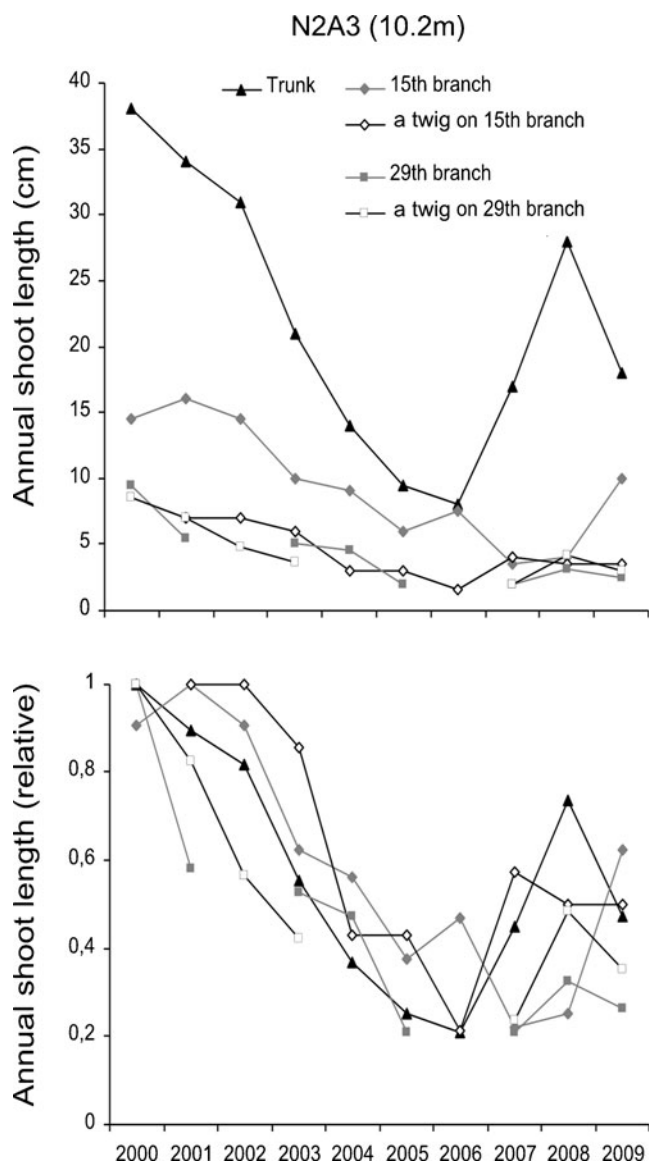 N2A3 (10.2m)
Annual shoot length (cm)
40
35
30
25
20
15
10
5
0
Trunk
15th branch
a twig on 15th branch
29th branch
a twig on 29th branch
Annual shoot length (relative)
1
0,8
0,6
0,4
0,2
0
2000 2001 2002 2003 2004 2005 2006 2007 2008 2009